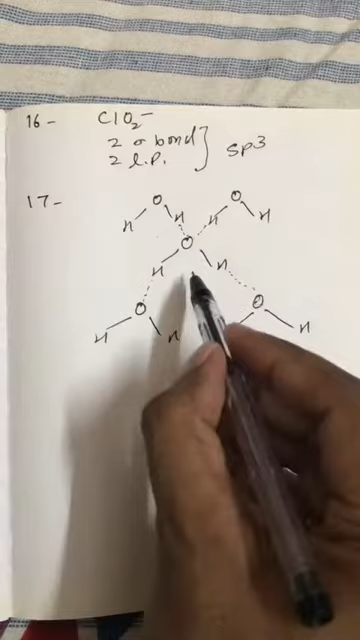 16- ClO2-
2 σ bond
2 l.p.
} sp3
17-
O O
H H H H
O
H H
O O
H H H